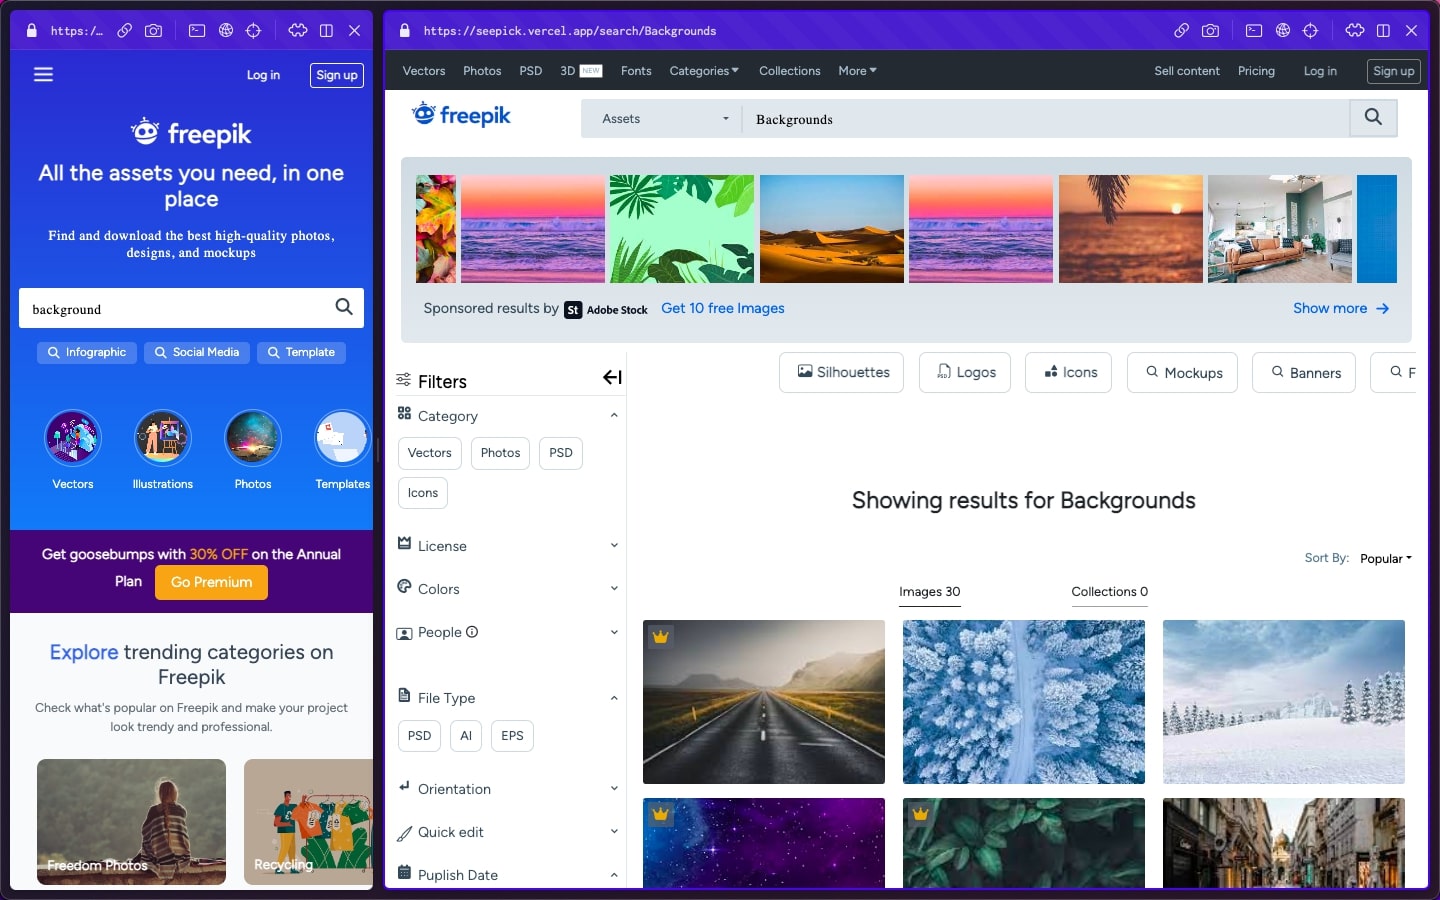 https:/…
Log in
Sign up
freepik
All the assets you need, in one
place
Find and download the best high-quality photos,
designs, and mockups
background
Infographic
Social Media
Template
Vectors
Illustrations
Photos
Templates
Get goosebumps with 30% OFF on the Annual
Plan
Go Premium
Explore trending categories on
Freepik
Check what's popular on Freepik and make your project
look trendy and professional.
Freedom Photos
Recycling
https://seepick.vercel.app/search/Backgrounds
Vectors
Photos
PSD
3D NEW
Fonts
Categories
Collections
More
Sell content
Pricing
Log in
Sign up
freepik
Assets
Backgrounds
Sponsored results by St Adobe Stock Get 10 free Images
Show more
Filters
Category
Vectors
Photos
PSD
Icons
License
Colors
People
File Type
PSD
AI
EPS
Orientation
Quick edit
Puplish Date
Silhouettes
PSD Logos
Icons
Mockups
Banners
F
Showing results for Backgrounds
Sort By: Popular
Images 30
Collections 0